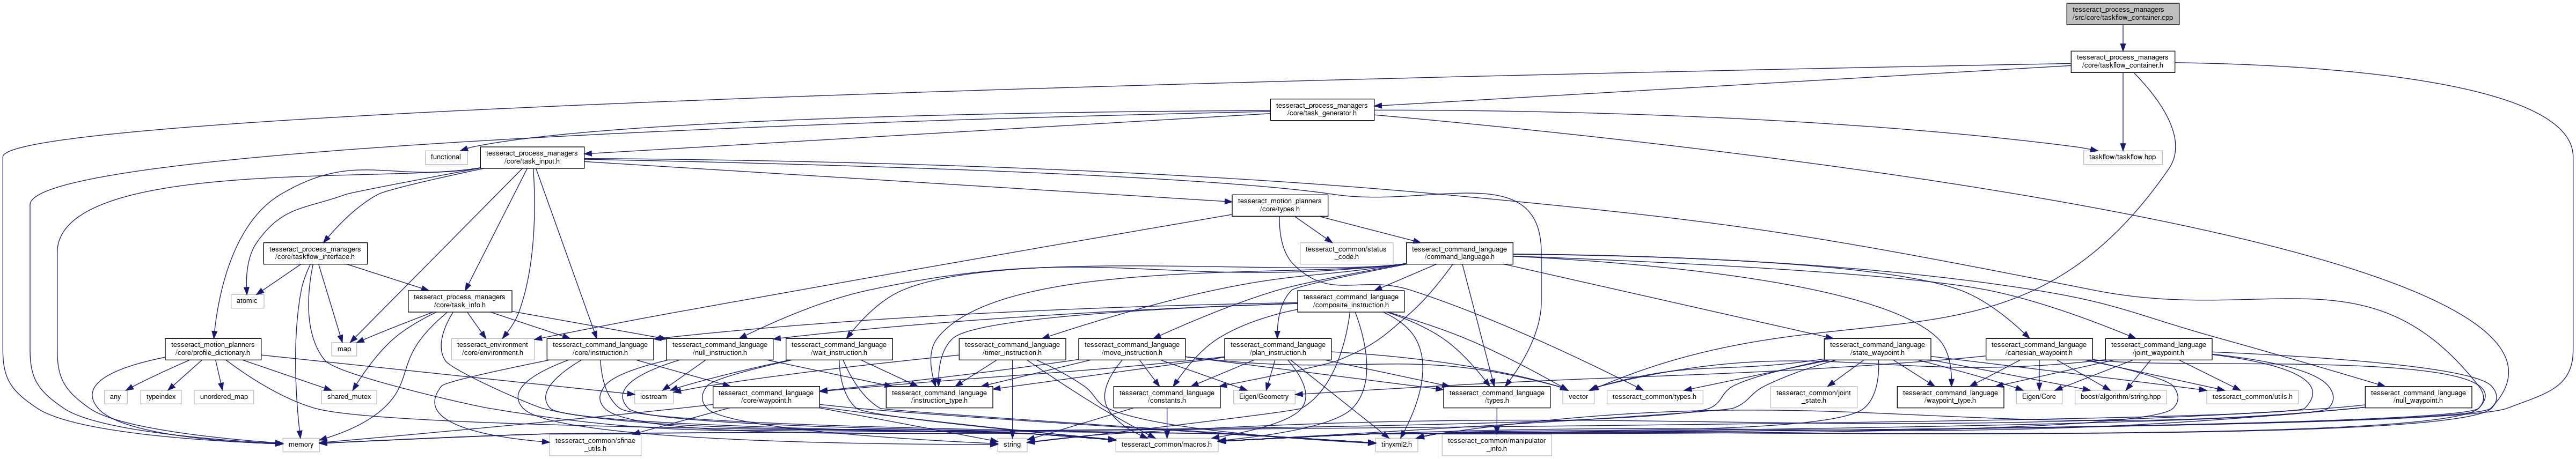 tesseract_process_managers
/src/core/taskflow_container.cpp
tesseract_process_managers
/core/taskflow_container.h
tesseract_process_managers
/core/task_generator.h
functional
tesseract_process_managers
/core/task_input.h
taskflow/taskflow.hpp
tesseract_motion_planners
/core/types.h
tesseract_process_managers
/core/taskflow_interface.h
tesseract_common/status
_code.h
tesseract_command_language
/command_language.h
atomic
tesseract_process_managers
/core/task_info.h
tesseract_command_language
/composite_instruction.h
tesseract_motion_planners
/core/profile_dictionary.h
map
tesseract_environment
/core/environment.h
tesseract_command_language
/core/instruction.h
tesseract_command_language
/null_instruction.h
tesseract_command_language
/wait_instruction.h
tesseract_command_language
/timer_instruction.h
tesseract_command_language
/move_instruction.h
tesseract_command_language
/plan_instruction.h
tesseract_command_language
/state_waypoint.h
tesseract_command_language
/cartesian_waypoint.h
tesseract_command_language
/joint_waypoint.h
any
typeindex
unordered_map
shared_mutex
iostream
tesseract_command_language
/core/waypoint.h
tesseract_command_language
/instruction_type.h
tesseract_command_language
/constants.h
Eigen/Geometry
tesseract_command_language
/types.h
vector
tesseract_common/types.h
tesseract_common/joint
_state.h
tesseract_command_language
/waypoint_type.h
Eigen/Core
boost/algorithm/string.hpp
tesseract_common/utils.h
tesseract_command_language
/null_waypoint.h
memory
tesseract_common/sfinae
_utils.h
string
tesseract_common/macros.h
tinyxml2.h
tesseract_common/manipulator
_info.h